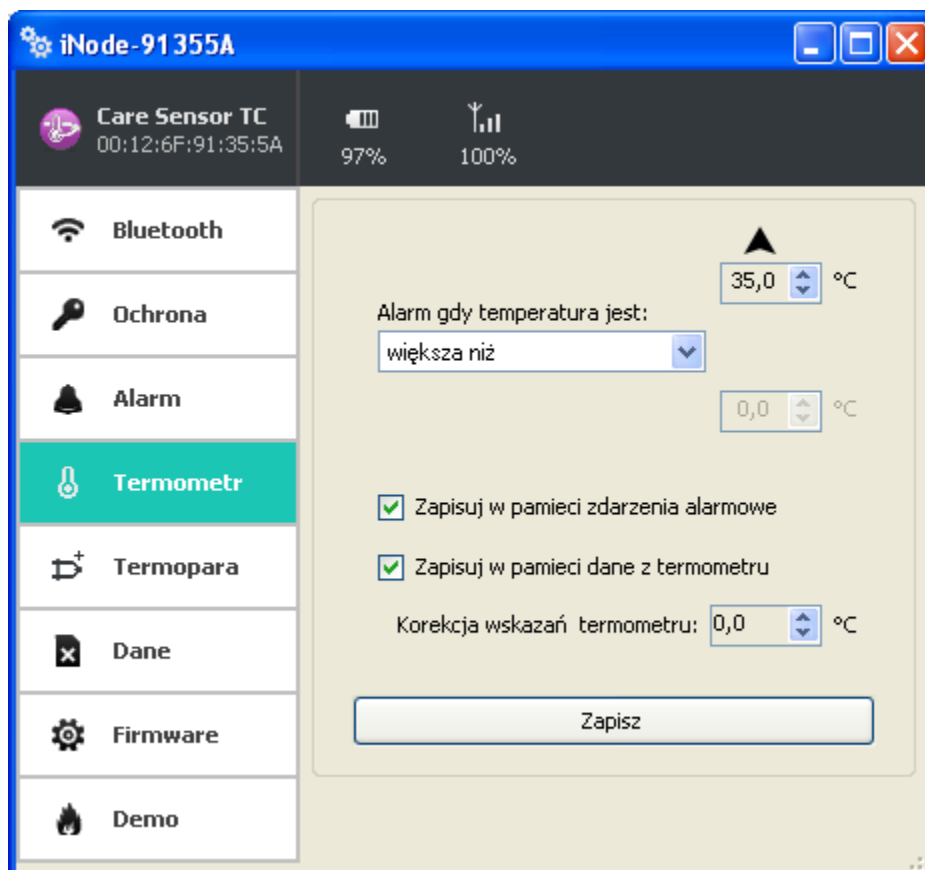 iNode-91355A
Care Sensor TC
00:12:6F:91:35:5A
97%
100%
Bluetooth
Ochrona
Alarm
Termometr
Termopara
Dane
Firmware
Demo
35,0 °C
Alarm gdy temperatura jest:
większa niż
0,0 °C
Zapisuj w pamieci zdarzenia alarmowe
Zapisuj w pamieci dane z termometru
Korekcja wskazań termometru: 0,0 °C
Zapisz